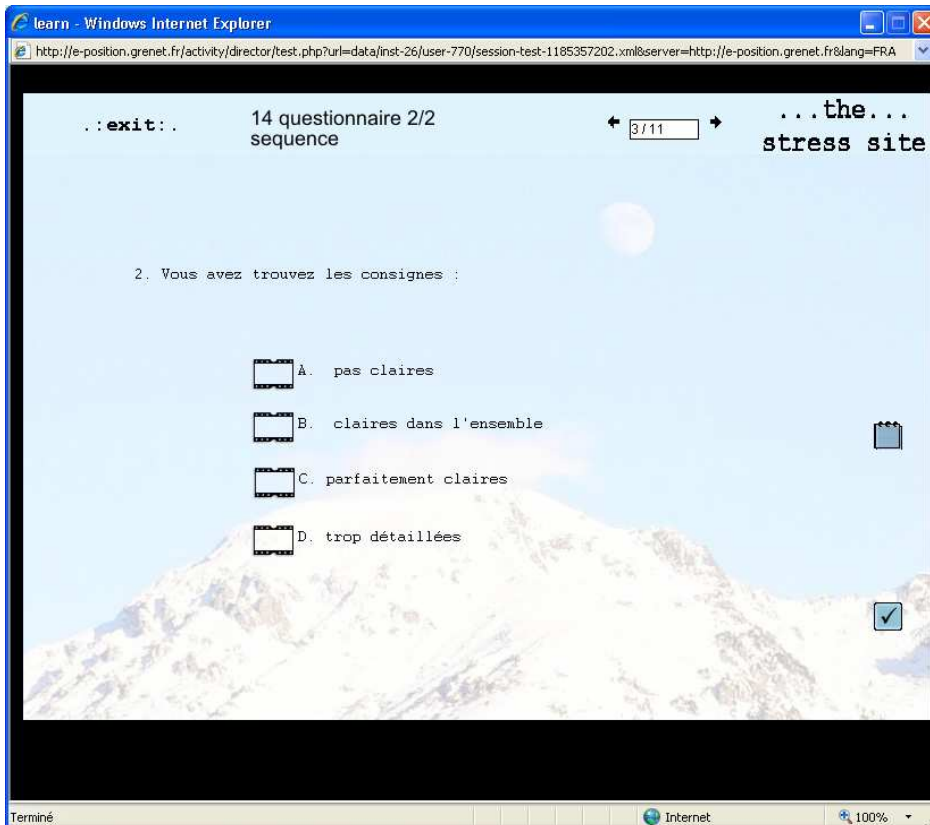 learn - Windows Internet Explorer
http://e-position.grenet.fr/activity/director/test.php?url=data/inst-26/user-770/session-test-1185357202.xml&server=http://e-position.grenet.fr&lang=FRA
.:exit:.
14 questionnaire 2/2
sequence
3/11
...the...
stress site
2. Vous avez trouvez les consignes :
A. pas claires
B. claires dans l'ensemble
C. parfaitement claires
D. trop détaillées
Terminé
Internet
100%